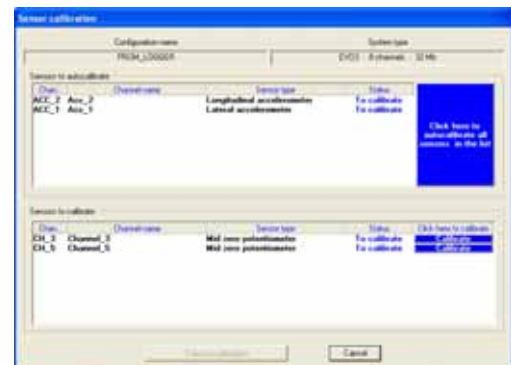 Sensor calibration
Configuration name System type
FROM_LOGGER EVO3 8 channels 32 Mb
Sensors to autocalibrate
Chan. Channel name Sensor type Status
ACC_2 Acc_2 Longitudinal accelerometer To calibrate
ACC_1 Acc_1 Lateral accelerometer To calibrate
Click here to
autocalibrate all
sensors in the list
Sensors to calibrate
Chan. Channel name Sensor type Status Click here to calibrate
CH_3 Channel_3 Mid zero potentiometer To calibrate Calibrate
CH_5 Channel_5 Mid zero potentiometer To calibrate Calibrate
Cancel